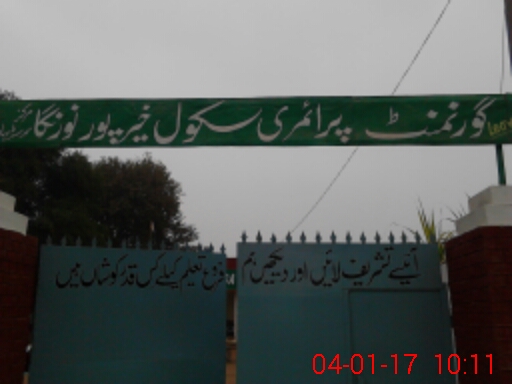 گورنمنٹ پرائمری سکول خیرپور نورنگا
آئیے تشریف لائیں اور دیکھیں ہم فروغ تعلیم کیلئے کس قدر کوشاں ہیں
04-01-17 10:11